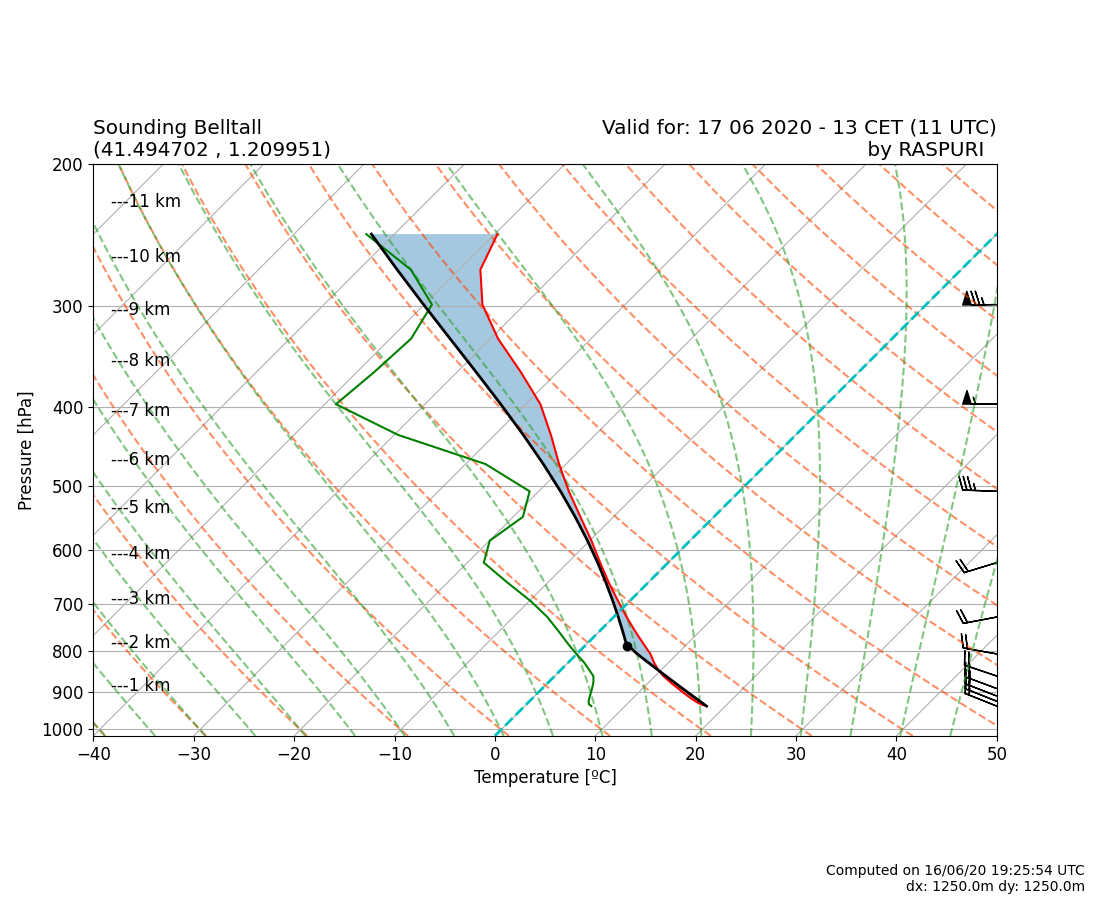 Sounding Belltall
(41.494702 , 1.209951)
Valid for: 17 06 2020 - 13 CET (11 UTC)
by RASPURI
200
---11 km
---10 km
300
---9 km
---8 km
400
---7 km
---6 km
500
---5 km
---4 km
600
---3 km
700
---2 km
800
---1 km
900
1000
Pressure [hPa]
−40 −30 −20 −10 0 10 20 30 40 50
Temperature [ºC]
Computed on 16/06/20 19:25:54 UTC
dx: 1250.0m dy: 1250.0m